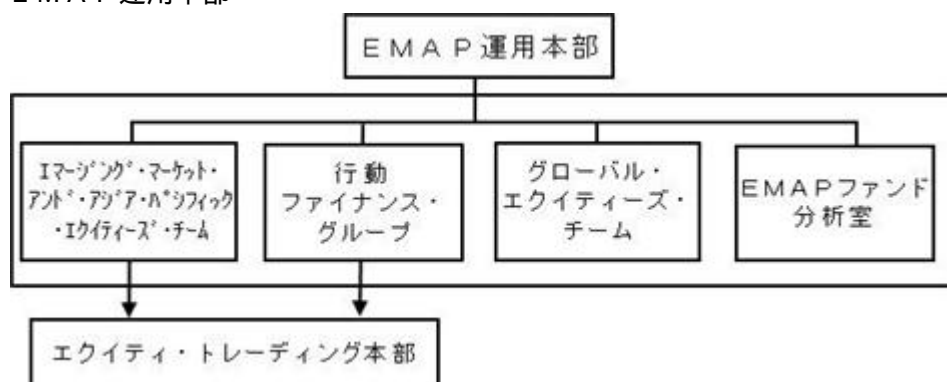 ＥＭＡＰ運用本部
ＥＭＡＰ運用本部
ｴﾏｰｼﾞﾝｸﾞ・ﾏｰｹｯﾄ・
ｱﾝﾄﾞ・ｱｼﾞｱ・ﾊﾟｼﾌｨｯｸ
・ｴｸｲﾃｨｰｽﾞ・ﾁｰﾑ
行動
ファイナンス・
グループ
グローバル・
エクイティーズ・
チーム
ＥＭＡＰファンド
分析室
エクイティ・トレーディング本部